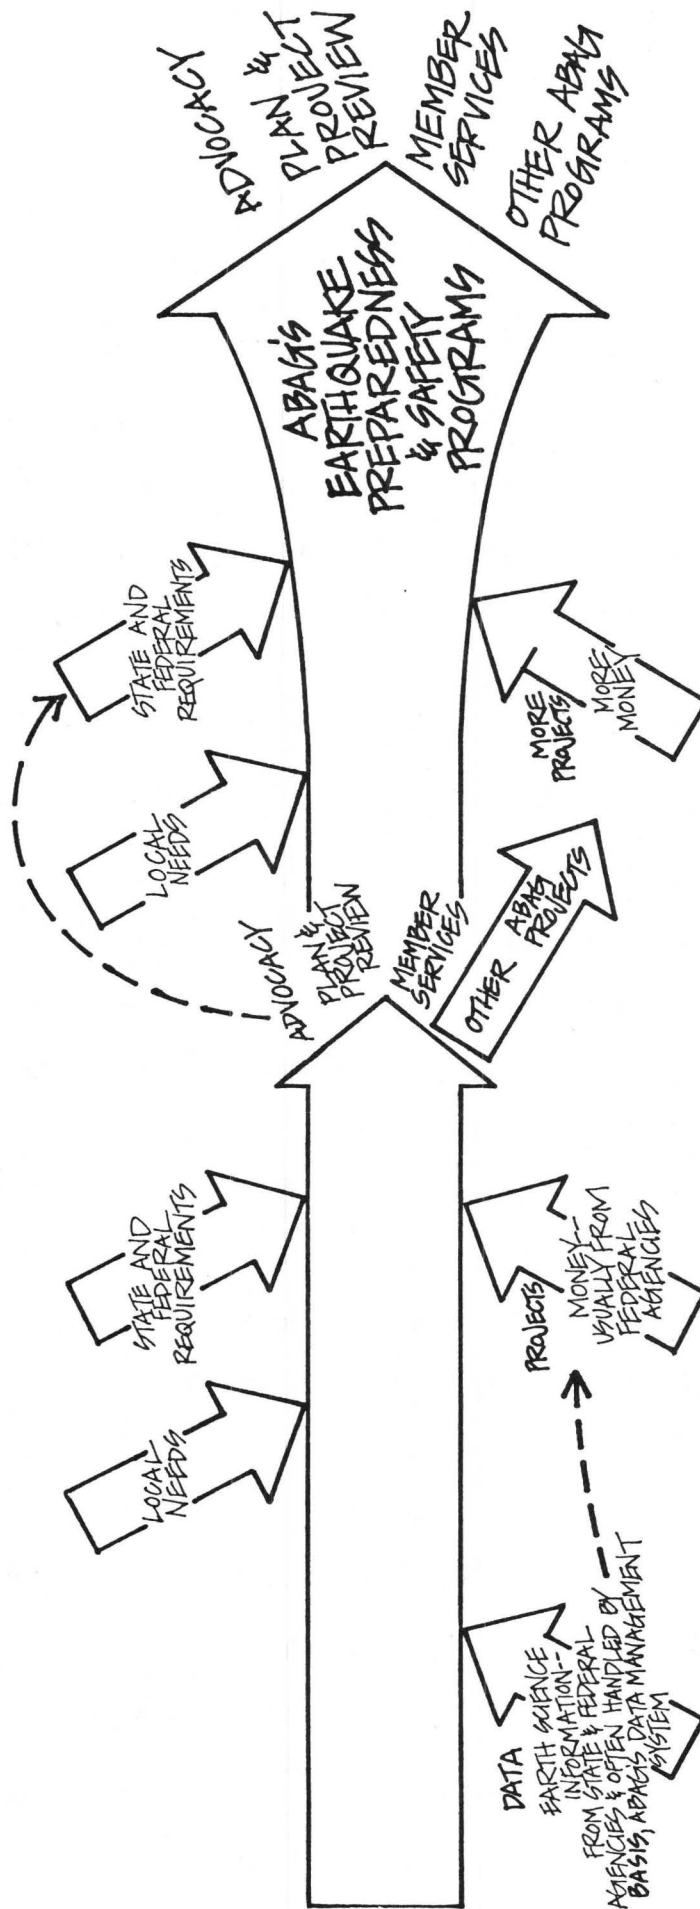 DATA
EARTH SCIENCE
INFORMATION--
FROM STATE & FEDERAL
AGENCIES & OFTEN HANDLED BY
BASIS, ABAG'S DATA MANAGEMENT
SYSTEM
LOCAL
NEEDS
STATE AND
FEDERAL
REQUIREMENTS
PROJECTS
MONEY--
USUALLY FROM
FEDERAL
AGENCIES
ADVOCACY
PLAN &
PROJECT
REVIEW
MEMBER
SERVICES
OTHER ABAG
PROJECTS
LOCAL
NEEDS
STATE AND
FEDERAL
REQUIREMENTS
MORE
PROJECTS
MORE
MONEY
ABAG'S
EARTHQUAKE
PREPAREDNESS
& SAFETY
PROGRAMS
ADVOCACY
PLAN &
PROJECT
REVIEW
MEMBER
SERVICES
OTHER ABAG
PROGRAMS